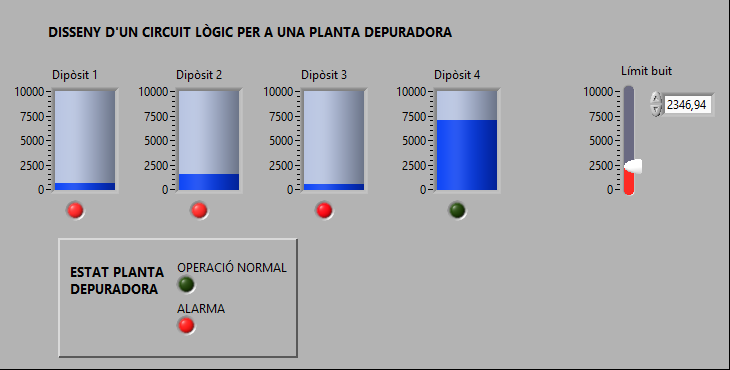 DISSENY D'UN CIRCUIT LÒGIC PER A UNA PLANTA DEPURADORA
Dipòsit 1
10000
7500
5000
2500
0
Dipòsit 2
10000
7500
5000
2500
0
Dipòsit 3
10000
7500
5000
2500
0
Dipòsit 4
10000
7500
5000
2500
0
Límit buit
10000
7500
5000
2500
0
2346,94
ESTAT PLANTA
DEPURADORA
OPERACIÓ NORMAL
ALARMA